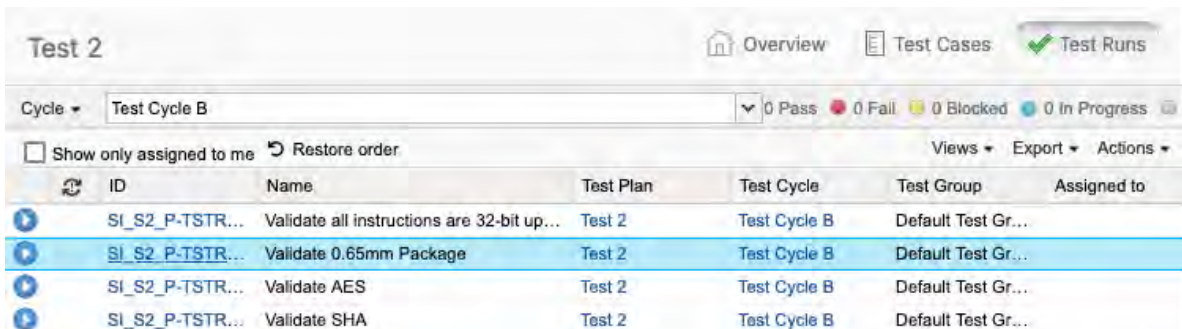 Test 2 Overview Test Cases Test Runs
Cycle Test Cycle B 0 Pass 0 Fail 0 Blocked 0 In Progress
Show only assigned to me Restore order Views Export Actions
ID Name Test Plan Test Cycle Test Group Assigned to
SI_S2_P-TSTR... Validate all instructions are 32-bit up... Test 2 Test Cycle B Default Test Gr...
SI_S2_P-TSTR... Validate 0.65mm Package Test 2 Test Cycle B Default Test Gr...
SI_S2_P-TSTR... Validate AES Test 2 Test Cycle B Default Test Gr...
SI_S2_P-TSTR... Validate SHA Test 2 Test Cycle B Default Test Gr...